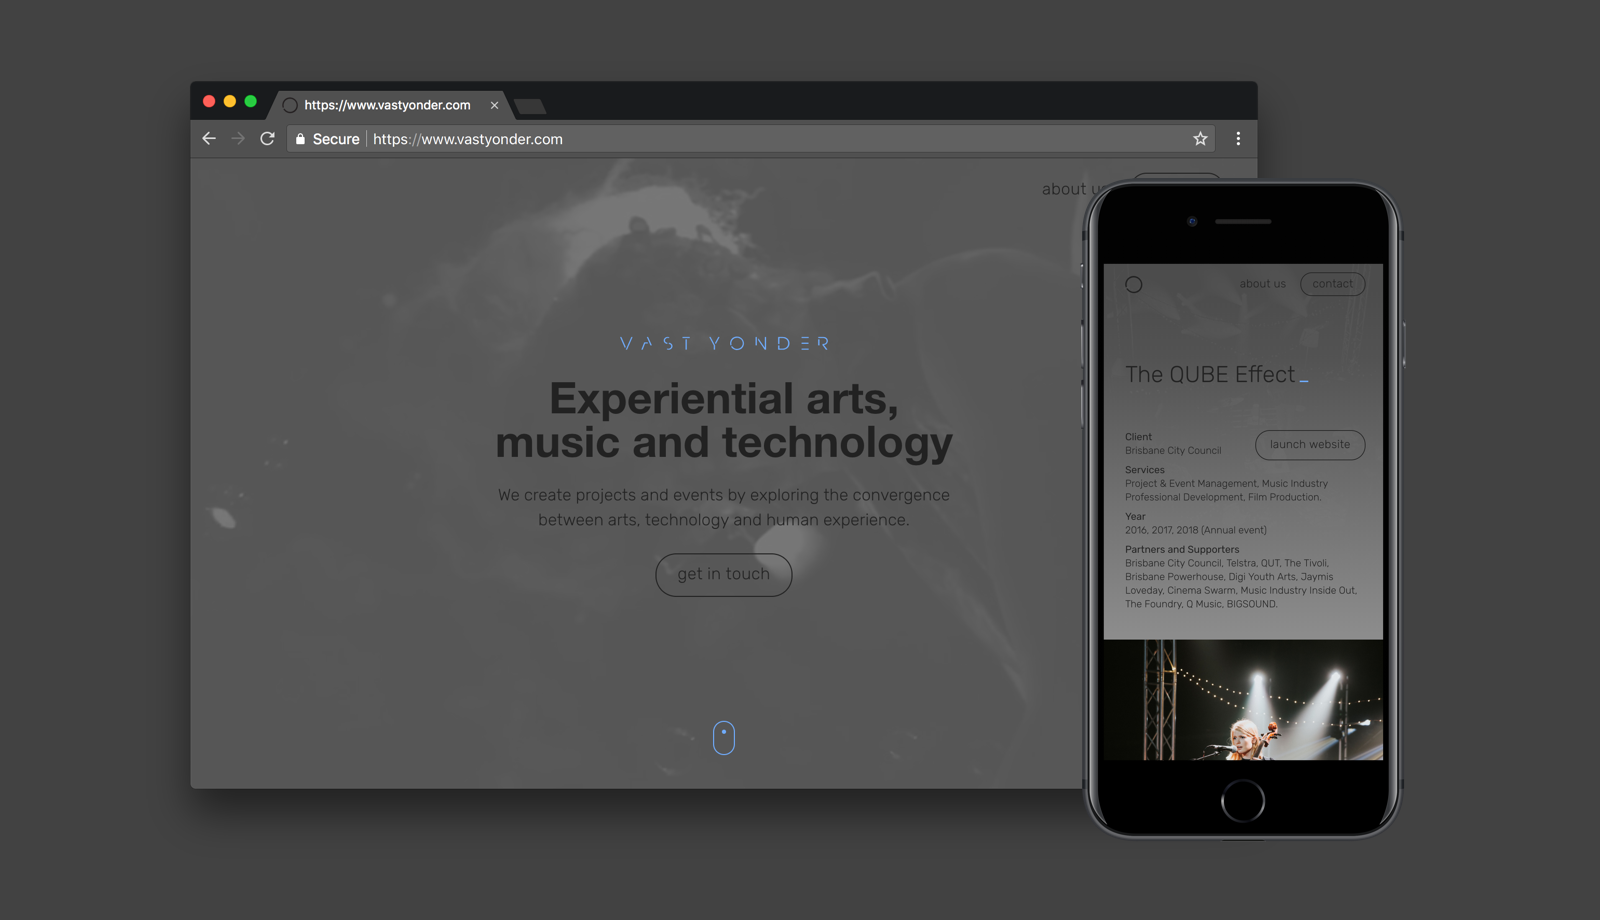 https://www.vastyonder.com
Secure
https://www.vastyonder.com
about us
VAST YONDER
Experiential arts,
music and technology
We create projects and events by exploring the convergence
between arts, technology and human experience.
get in touch
about us
contact
The QUBE Effect_
Client
Brisbane City Council
launch website
Services
Project & Event Management, Music Industry
Professional Development, Film Production.
Year
2016, 2017, 2018 (Annual event)
Partners and Supporters
Brisbane City Council, Telstra, QUT, The Tivoli,
Brisbane Powerhouse, Digi Youth Arts, Jaymis
Loveday, Cinema Swarm, Music Industry Inside Out,
The Foundry, Q Music, BIGSOUND.